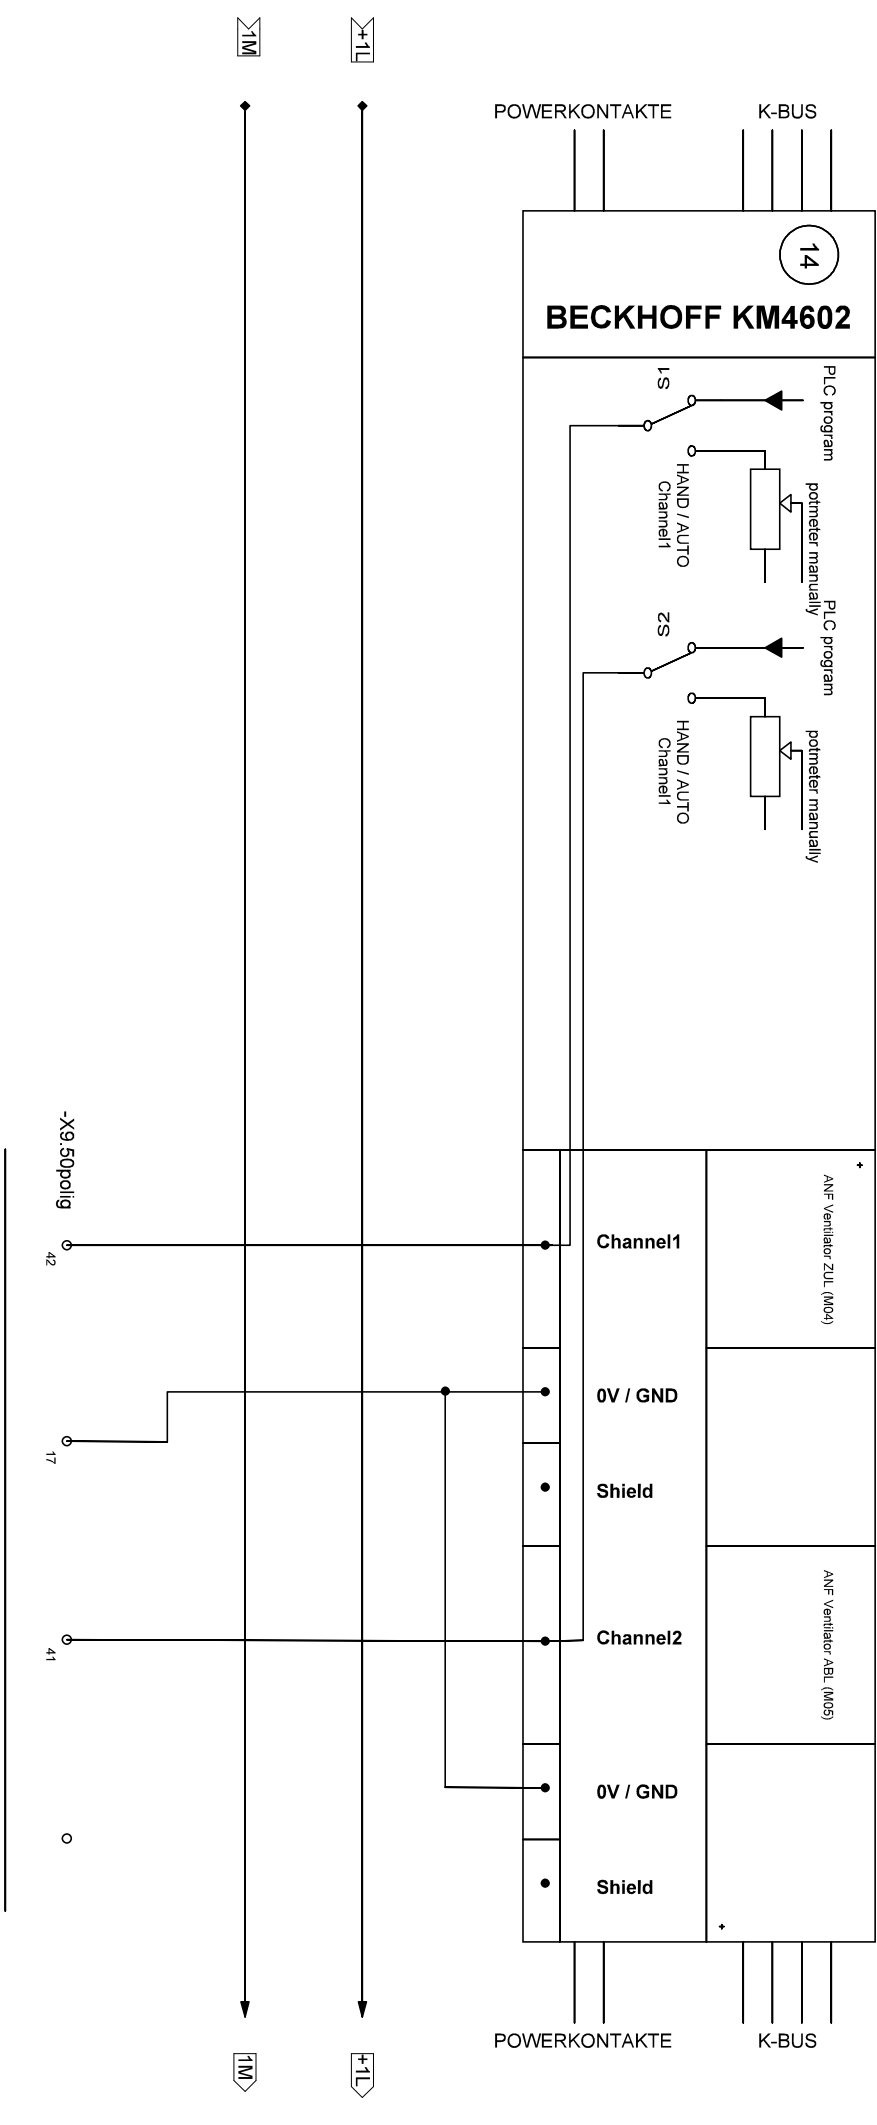 1M
+1L
POWERKONTAKTE
K-BUS
14
BECKHOFF KM4602
PLC program
S1
potmeter manually
HAND / AUTO
Channel1
PLC program
S2
potmeter manually
HAND / AUTO
Channel1
-X9.50polig
ANF Ventilator ZUL (M04)
Channel1
42
0V / GND
17
Shield
ANF Ventilator ABL (M05)
Channel2
41
0V / GND
Shield
POWERKONTAKTE
K-BUS
1M
+1L